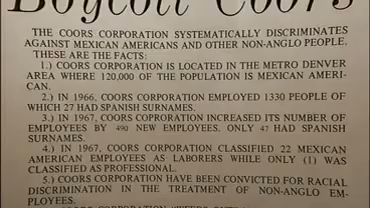 Boycott Coors
THE COORS CORPORATION SYSTEMATICALLY DISCRIMINATES
AGAINST MEXICAN AMERICANS AND OTHER NON-ANGLO PEOPLE.
THESE ARE THE FACTS:
1.) COORS CORPORATION IS LOCATED IN THE METRO DENVER
AREA WHERE 120,000 OF THE POPULATION IS MEXICAN AMERI-
CAN.
2.) IN 1966, COORS CORPORATION EMPLOYED 1330 PEOPLE OF
WHICH 27 HAD SPANISH SURNAMES.
3.) IN 1967, COORS COPRORATION INCREASED ITS NUMBER OF
EMPLOYEES BY 490 NEW EMPLOYEES. ONLY 47 HAD SPANISH
SURNAMES.
4.) IN 1967, COORS CORPORATION CLASSIFIED 22 MEXICAN
AMERICAN EMPLOYEES AS LABORERS WHILE ONLY (1) WAS
CLASSIFIED AS PROFESSIONAL.
5.) COORS CORPORATION HAVE BEEN CONVICTED FOR RACIAL
DISCRIMINATION IN THE TREATMENT OF NON-ANGLO EM-
PLOYEES.